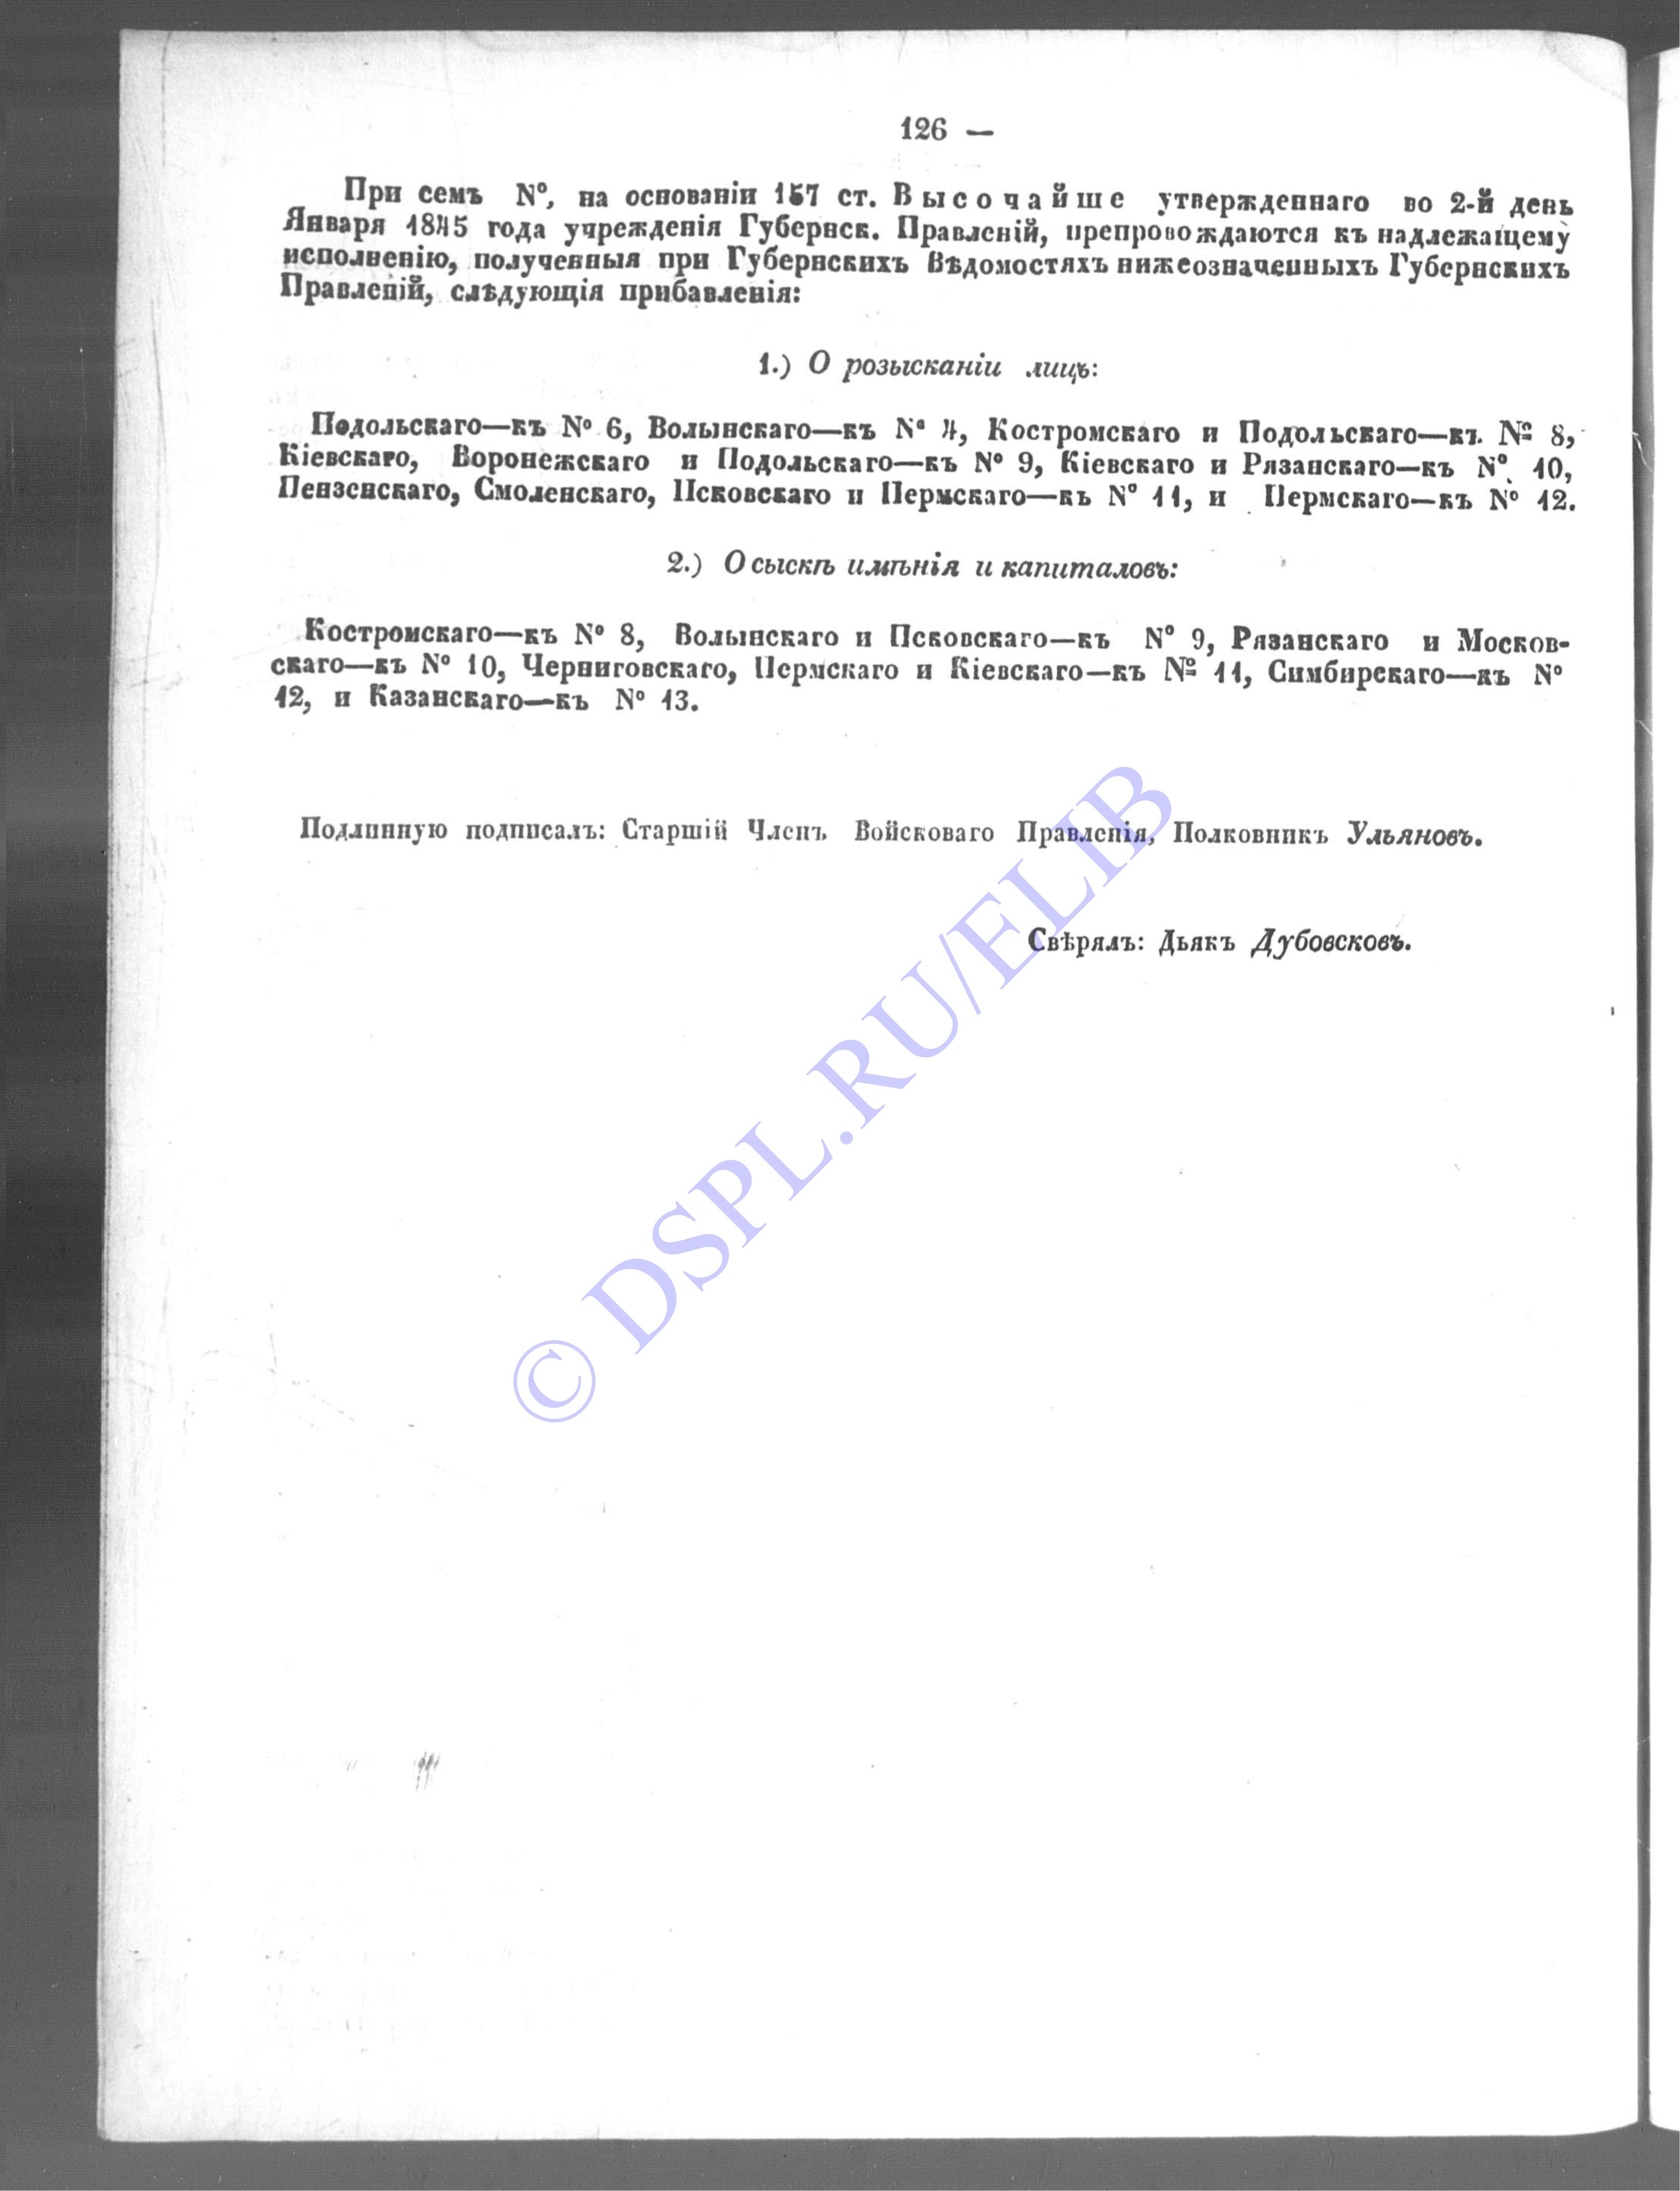 126 —
При семъ №, на основаніи 157 ст. Высочайше утвержденнаго во 2-й день
Января 1845 года учрежденія Губернск. Правленій, препровождаются къ надлежащему
исполненію, полученныя при Губернскихъ Вѣдомостяхъ нижеозначенныхъ Губернскихъ
Правленій, слѣдующія прибавленія:
1.) О розысканіи лицъ:
Подольскаго—къ № 6, Волынскаго—къ № 4, Костромскаго и Подольскаго—къ № 8,
Кіевскаго, Воронежскаго и Подольскаго—къ № 9, Кіевскаго и Рязанскаго—къ № 10,
Пензенскаго, Смоленскаго, Псковскаго и Пермскаго—къ № 11, и Пермскаго—къ № 12.
2.) О сыскѣ имѣнія и капиталовъ:
Костромскаго—къ № 8, Волынскаго и Псковскаго—къ № 9, Рязанскаго и Москов-
скаго—къ № 10, Черниговскаго, Пермскаго и Кіевскаго—къ № 11, Симбирскаго—къ №
12, и Казанскаго—къ № 13.
Подлинную подписалъ: Старшій Членъ Войсковаго Правленія, Полковникъ Ульяновъ.
Свѣрялъ: Дьякъ Дубовсковъ.
© DSPL.RU/ELIB